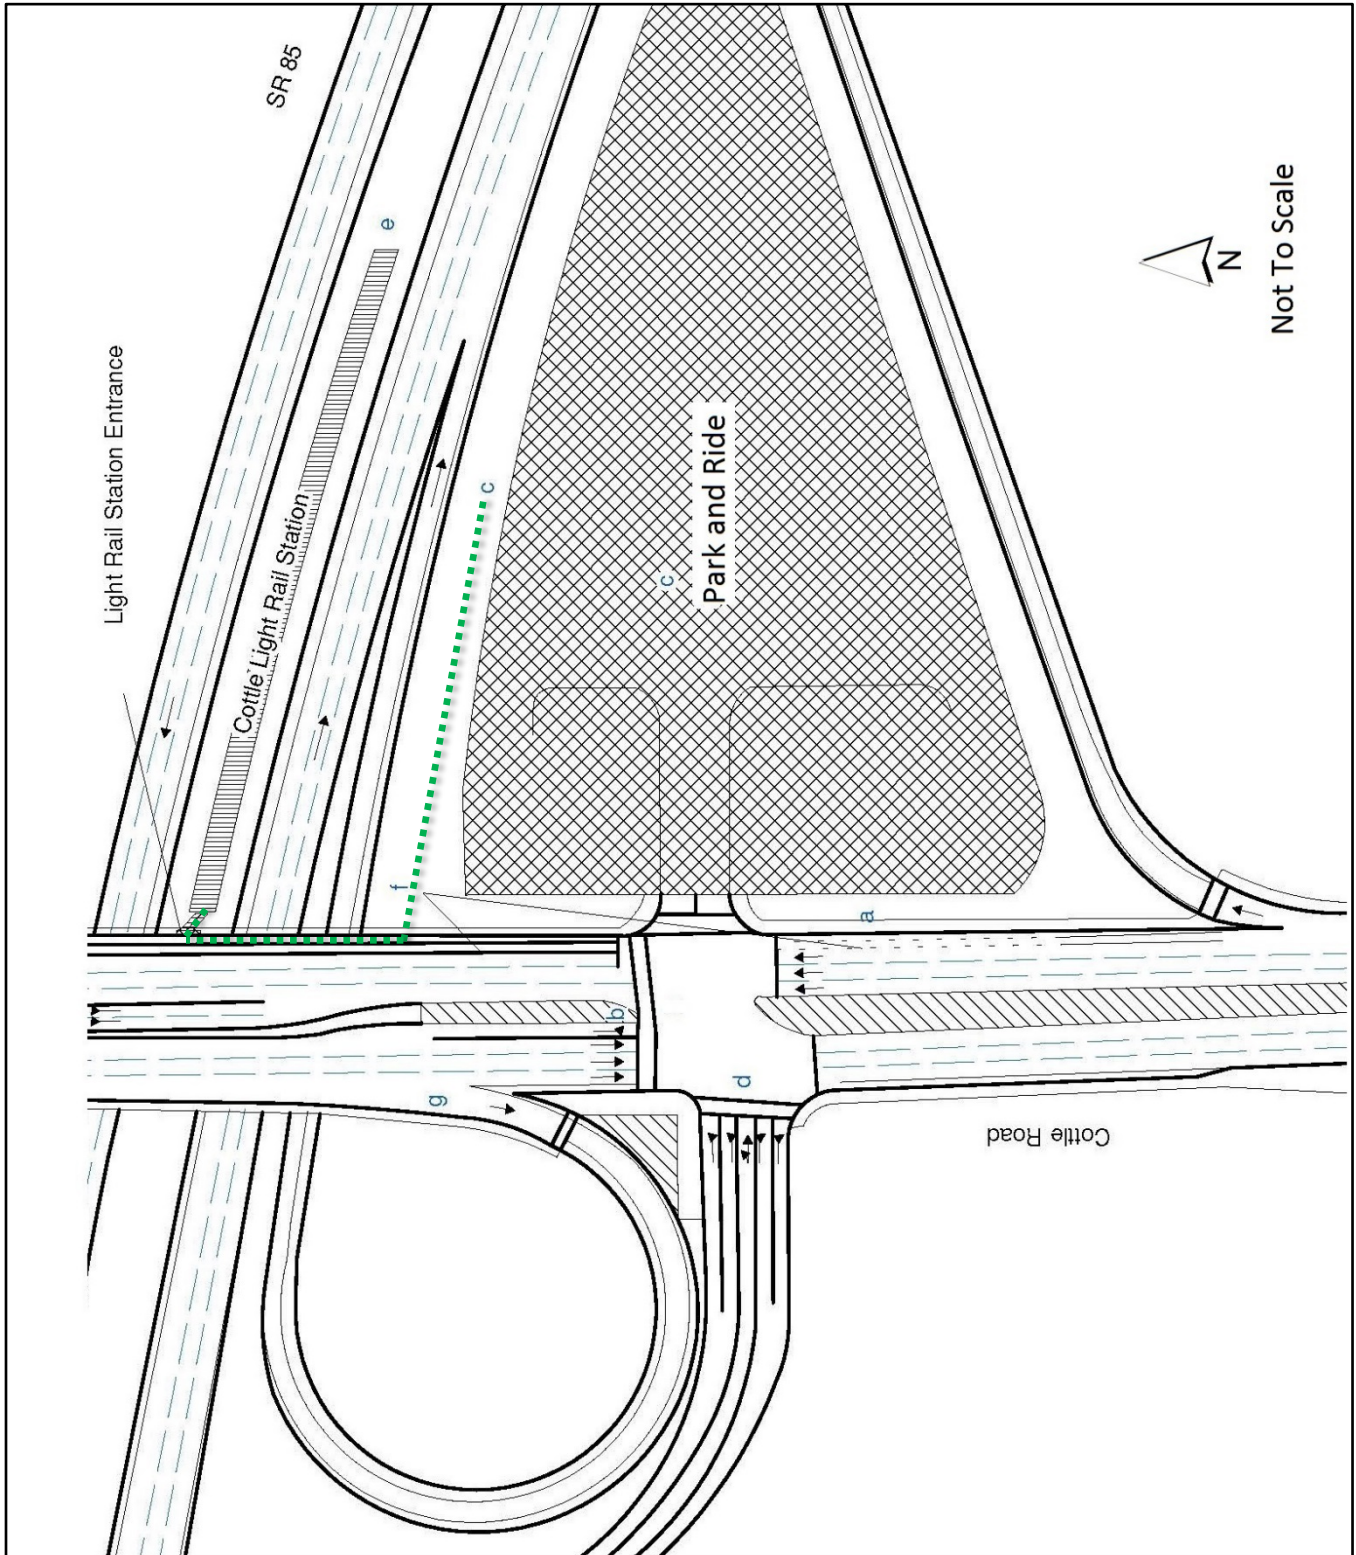 SR 85
Light Rail Station Entrance
Cottle Light Rail Station
e
c
c
Park and Ride
N
Not To Scale
f
a
b
d
g
Cottle Road